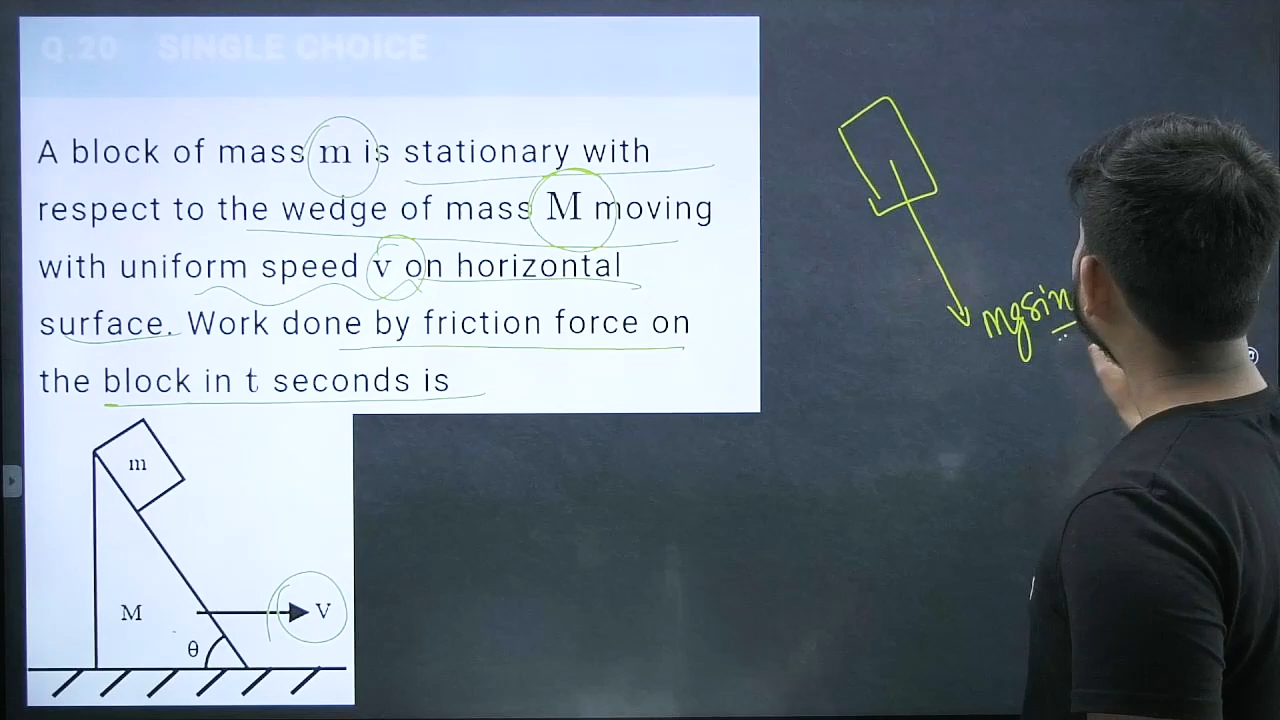 Q.20 SINGLE CHOICE
A block of mass m is stationary with
respect to the wedge of mass M moving
with uniform speed v on horizontal
surface. Work done by friction force on
the block in t seconds is
mgsin
m
M
V
θ